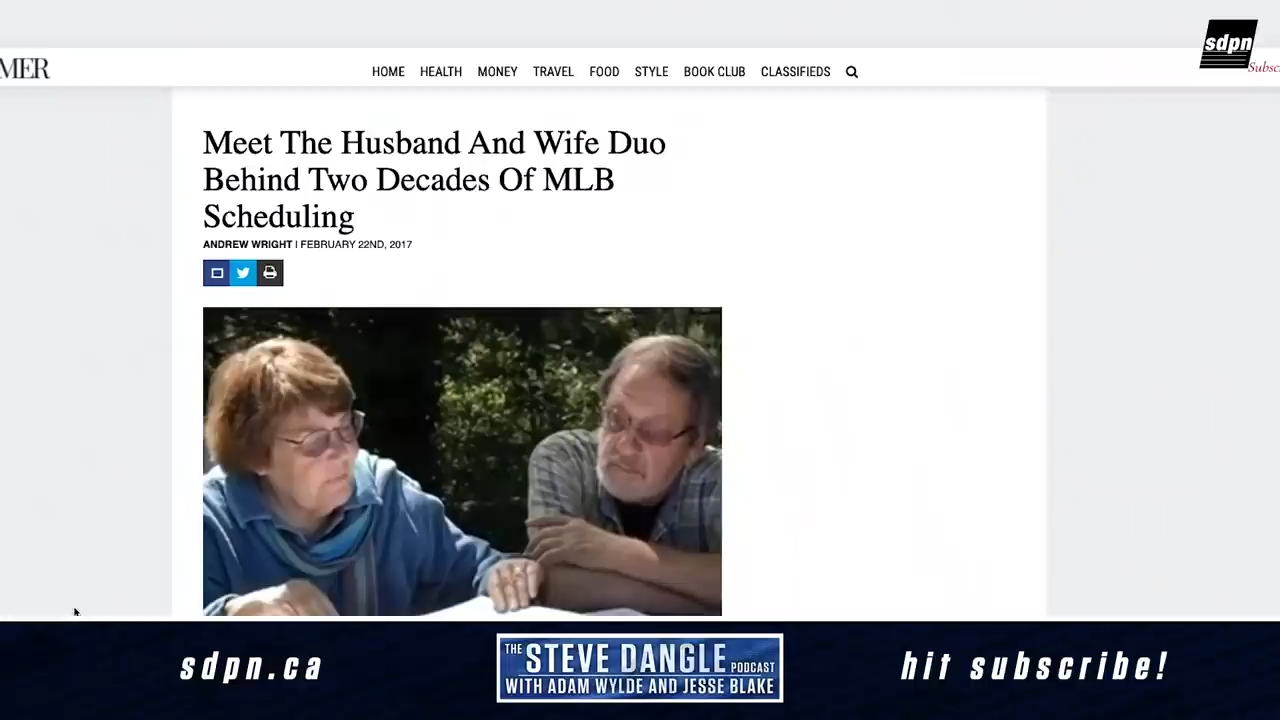 sdpn
MER
HOME HEALTH MONEY TRAVEL FOOD STYLE BOOK CLUB CLASSIFIEDS
Subsc
Meet The Husband And Wife Duo
Behind Two Decades Of MLB
Scheduling
ANDREW WRIGHT | FEBRUARY 22ND, 2017
sdpn.ca
THE STEVE DANGLE PODCAST
WITH ADAM WYLDE AND JESSE BLAKE
hit subscribe!